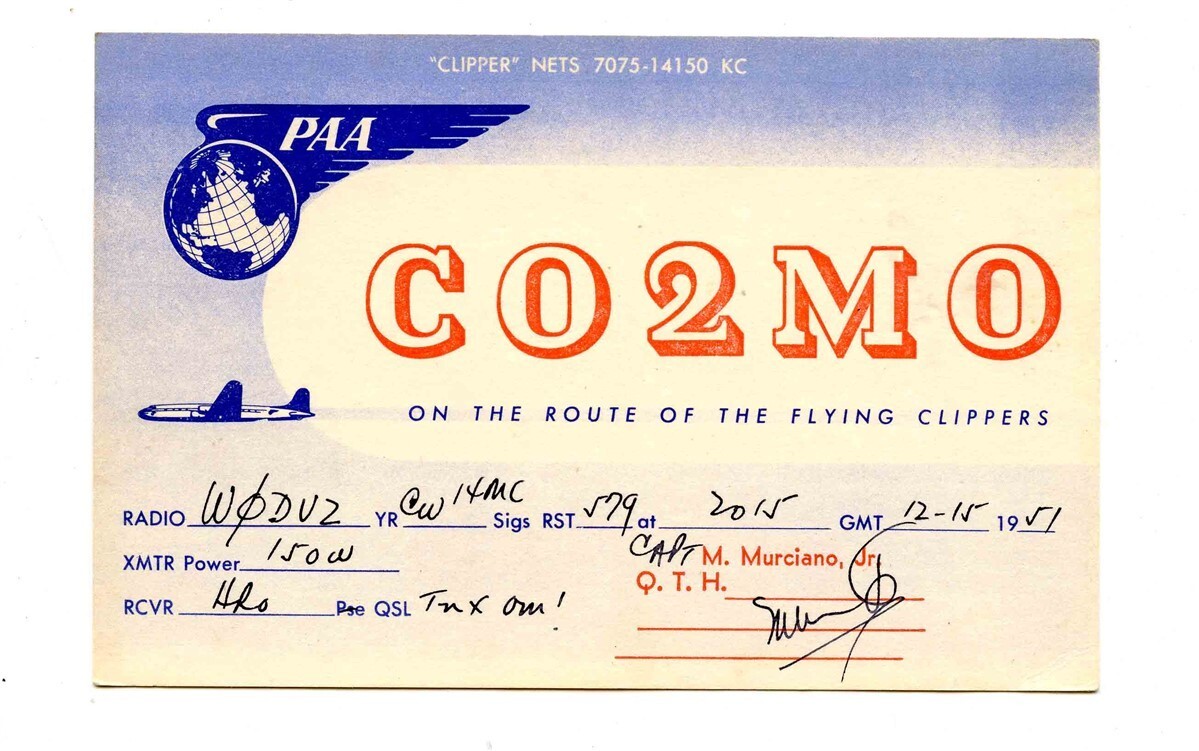 "CLIPPER" NETS 7075-14150 KC
PAA
CO2MO
ON THE ROUTE OF THE FLYING CLIPPERS
RADIO WØDUZ YR CW 14MC Sigs RST 579 at 2015 GMT 12-15 1951
XMTR Power 150W CAPT M. Murciano, Jr.
Q. T. H.
RCVR HRO Pse QSL Tnx om!